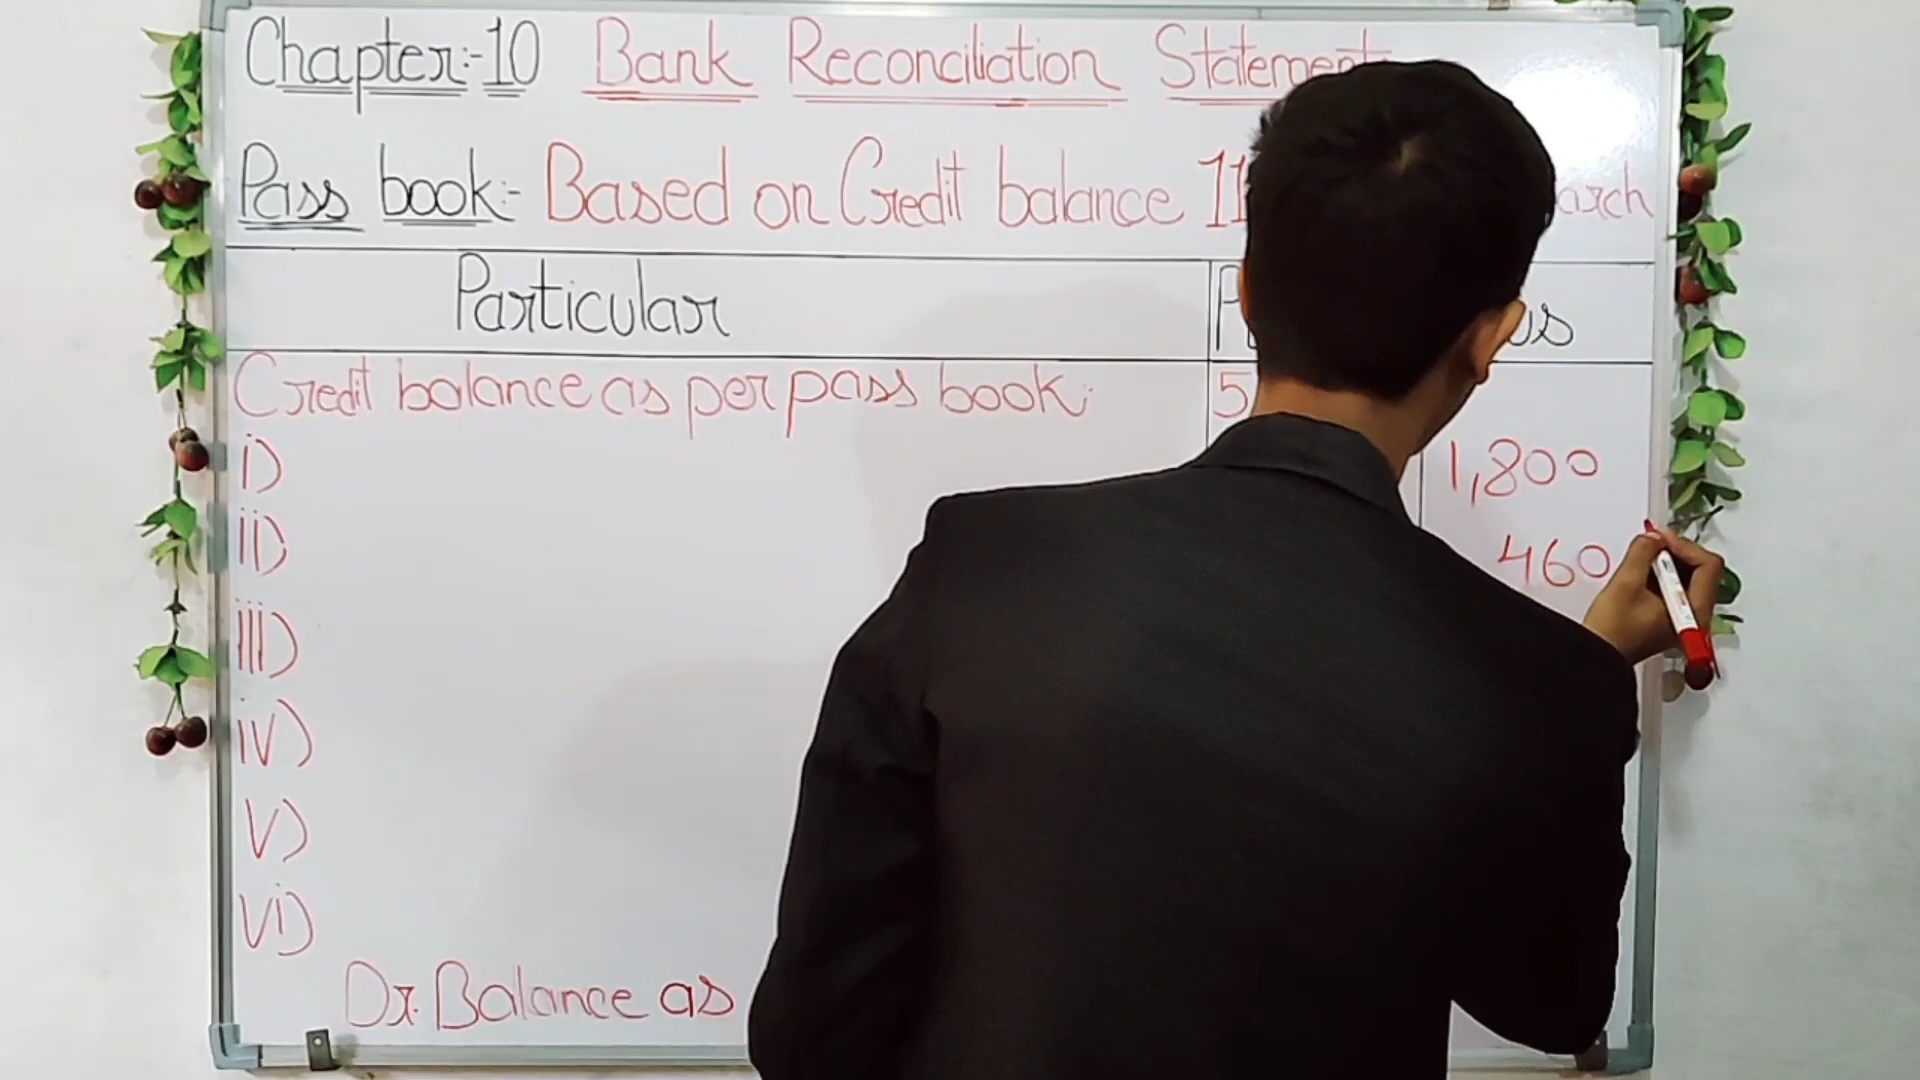 Chapter:-10 Bank Reconciliation Statement
Pass book:- Based on Credit balance 11 arch
Particular
Credit balance as per pass book: 5
i) 1,800
ii) 460
iii)
iv)
v)
vi)
Dr. Balance as